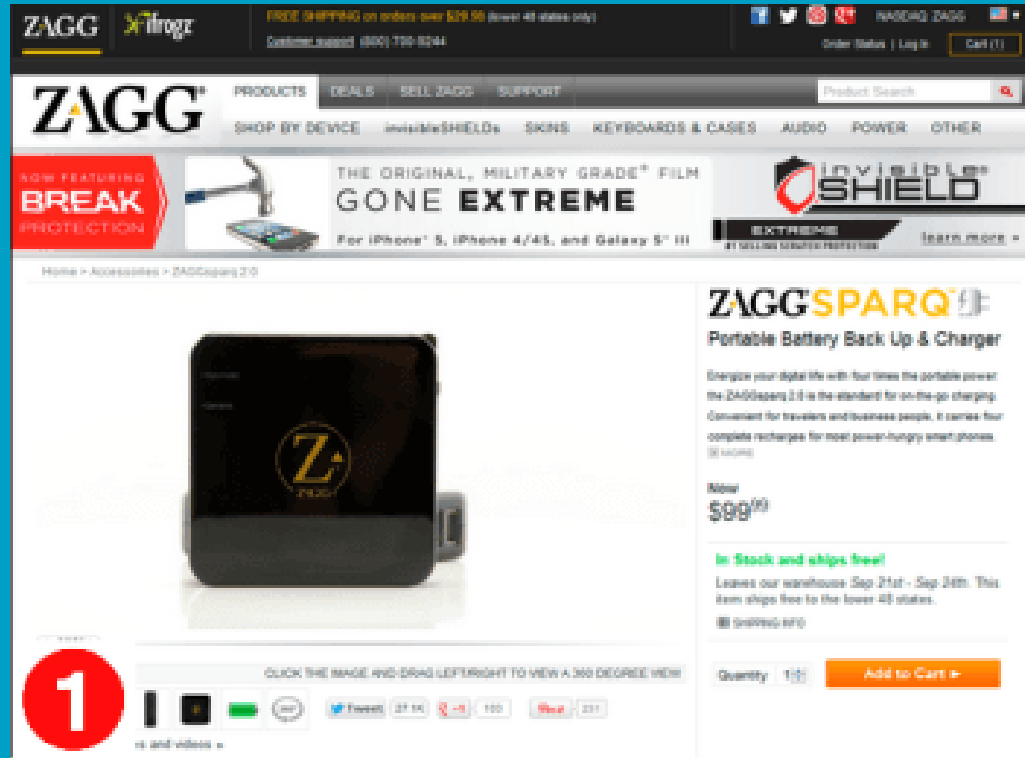 ZAGG ifrogz
FREE SHIPPING on orders over (lower 48 states only)
Customer support (800) 700-9244
NASDAQ: ZAGG
Order Status | Log In Cart (1)
ZAGG
PRODUCTS DEALS SELL ZAGG SUPPORT
Product Search
SHOP BY DEVICE invisibleSHIELDs SKINS KEYBOARDS & CASES AUDIO POWER OTHER
NOW FEATURING
BREAK
PROTECTION
THE ORIGINAL, MILITARY GRADE* FILM
GONE EXTREME
For iPhone® 5, iPhone 4/4S, and Galaxy S® III
invisible
SHIELD
EXTREME
#1 SELLING SCRATCH PROTECTION
learn more »
Home > Accessories > ZAGGsparq 2.0
ZAGG
ZAGGSPARQ
Portable Battery Back Up & Charger
Energize your digital life with four times the portable power:
the ZAGGsparq 2.0 is the standard for on-the-go charging.
Convenient for travelers and business people, it carries four
complete recharges for most power-hungry smart phones.
MORE
Now
$99.99
In Stock and ships free!
Leaves our warehouse Sep 21st - Sep 24th. This
item ships free to the lower 48 states.
SHIPPING INFO
CLICK THE IMAGE AND DRAG LEFT/RIGHT TO VIEW A 360 DEGREE VIEW
Quantity 1 Add to Cart
1
Tweet +1
es and videos »